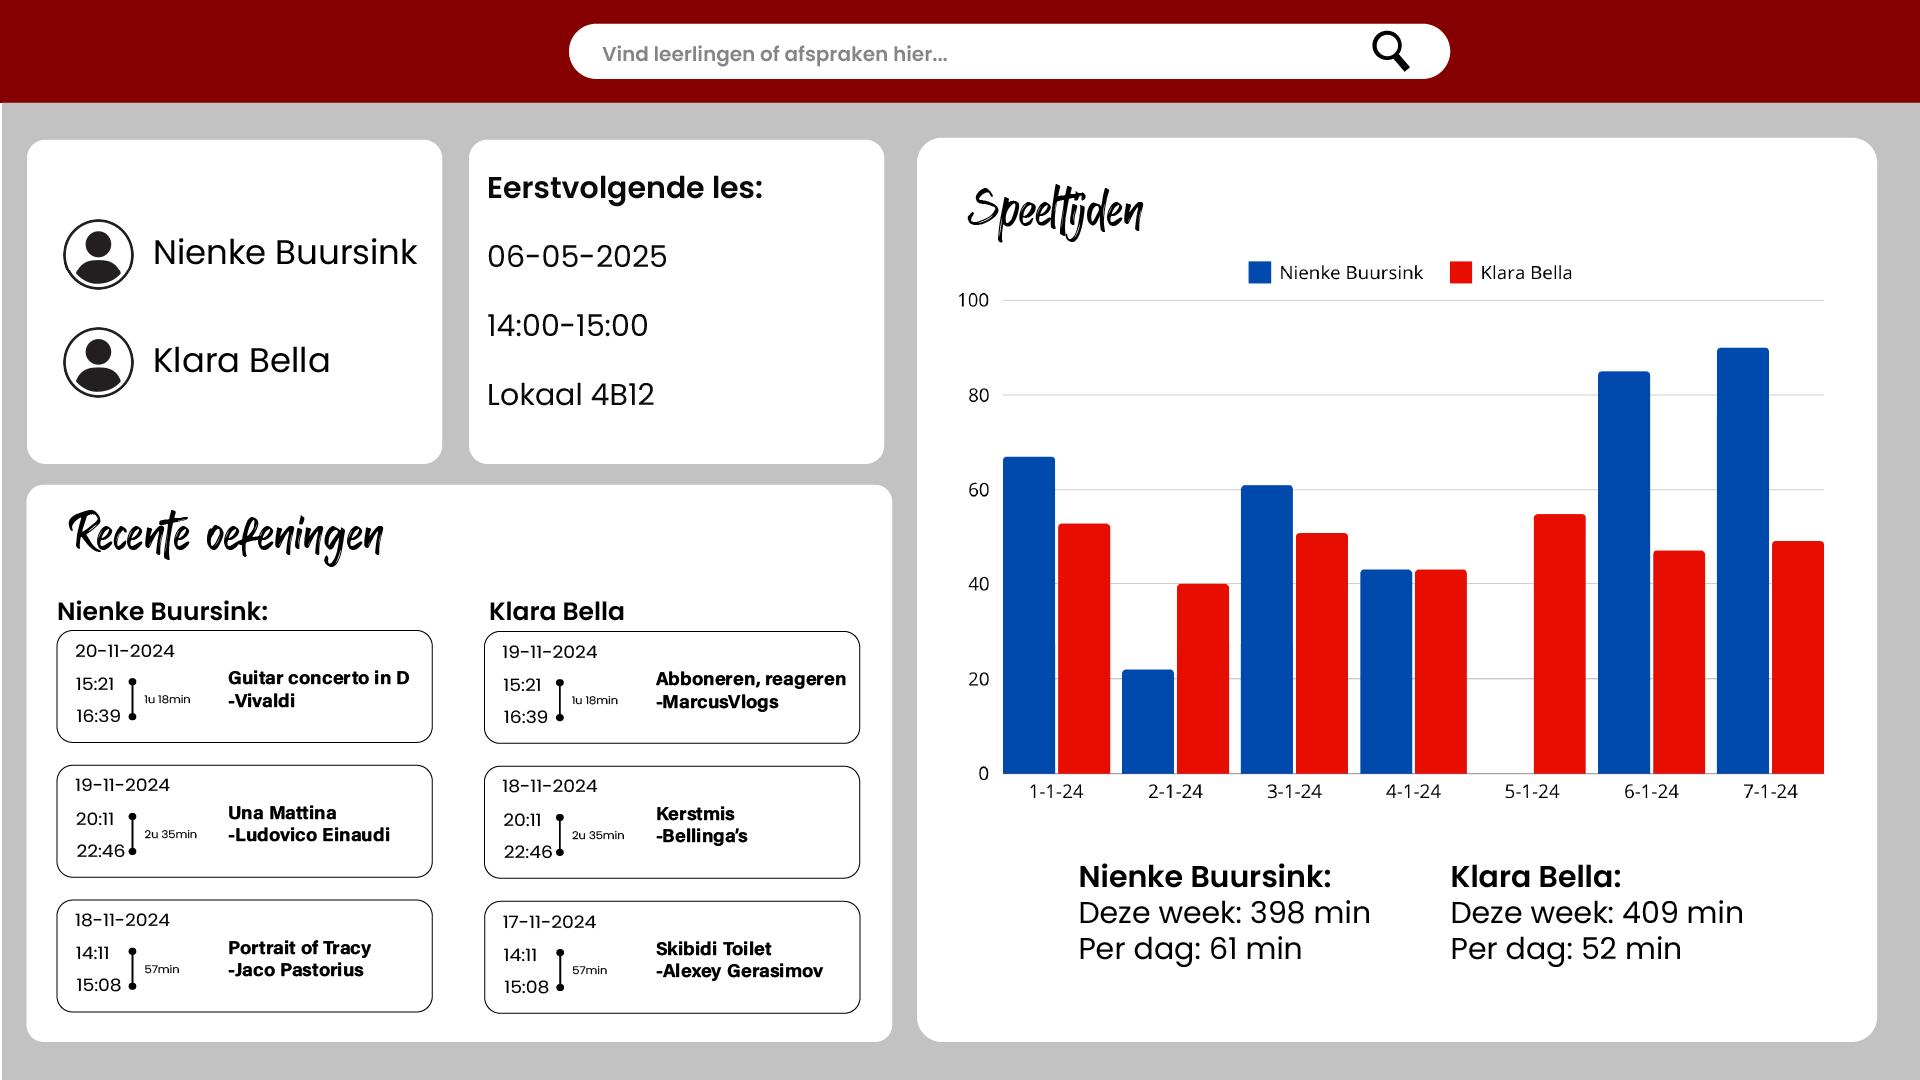 Vind leerlingen of afspraken hier...
Nienke Buursink
Klara Bella
Eerstvolgende les:
06-05-2025
14:00-15:00
Lokaal 4B12
Recente oefeningen
Nienke Buursink:
20-11-2024
15:21
1u 18min
16:39
Guitar concerto in D
-Vivaldi
19-11-2024
20:11
2u 35min
22:46
Una Mattina
-Ludovico Einaudi
18-11-2024
14:11
57min
15:08
Portrait of Tracy
-Jaco Pastorius
Klara Bella
19-11-2024
15:21
1u 18min
16:39
Abboneren, reageren
-MarcusVlogs
18-11-2024
20:11
2u 35min
22:46
Kerstmis
-Bellinga's
17-11-2024
14:11
57min
15:08
Skibidi Toilet
-Alexey Gerasimov
Speeltijden
Nienke Buursink Klara Bella
100
80
60
40
20
0
1-1-24 2-1-24 3-1-24 4-1-24 5-1-24 6-1-24 7-1-24
Nienke Buursink:
Deze week: 398 min
Per dag: 61 min
Klara Bella:
Deze week: 409 min
Per dag: 52 min